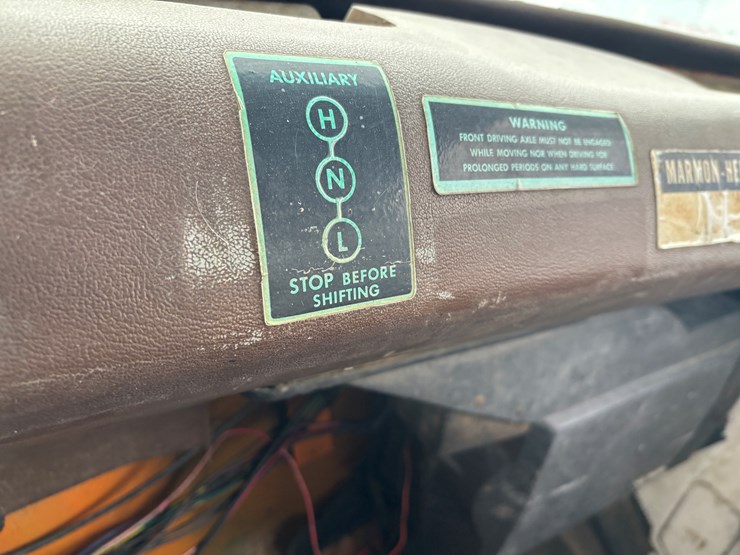 AUXILIARY
H
N
L
STOP BEFORE
SHIFTING
WARNING
FRONT DRIVING AXLE MUST NOT BE ENGAGED
WHILE MOVING NOR WHEN DRIVING FOR
PROLONGED PERIODS ON ANY HARD SURFACE
MARMON-HE